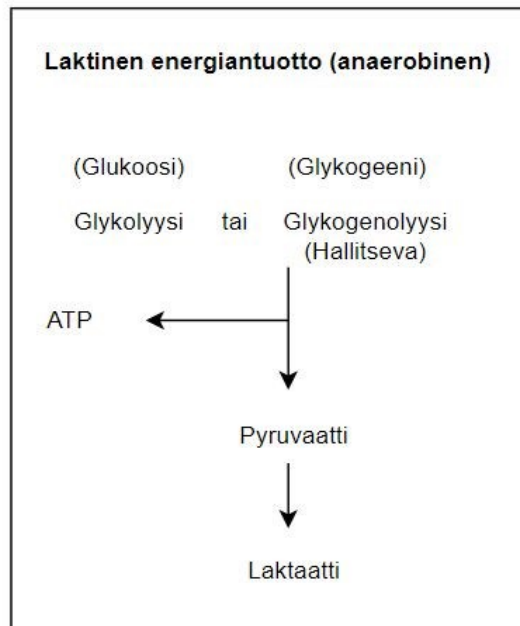 Laktinen energiantuotto (anaerobinen)
(Glukoosi) (Glykogeeni)
Glykolyysi tai Glykogenolyysi
(Hallitseva)
ATP
Pyruvaatti
Laktaatti